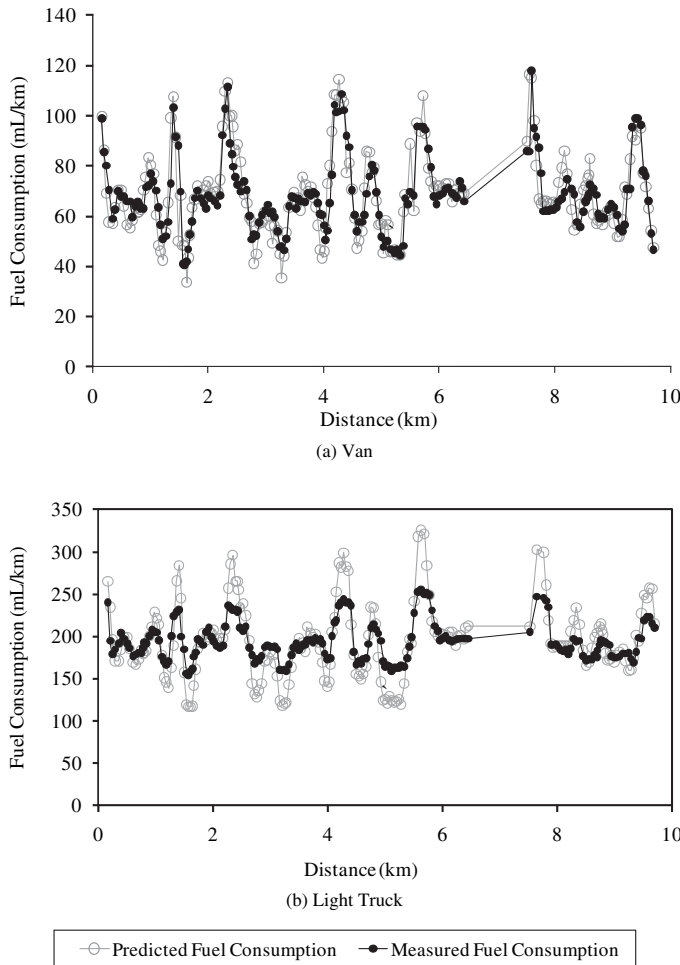 140
120
100
80
60
40
20
0
Fuel Consumption (mL/km)
0 2 4 6 8 10
Distance (km)
(a) Van
350
300
250
200
150
100
50
0
Fuel Consumption (mL/km)
0 2 4 6 8 10
Distance (km)
(b) Light Truck
Predicted Fuel Consumption Measured Fuel Consumption